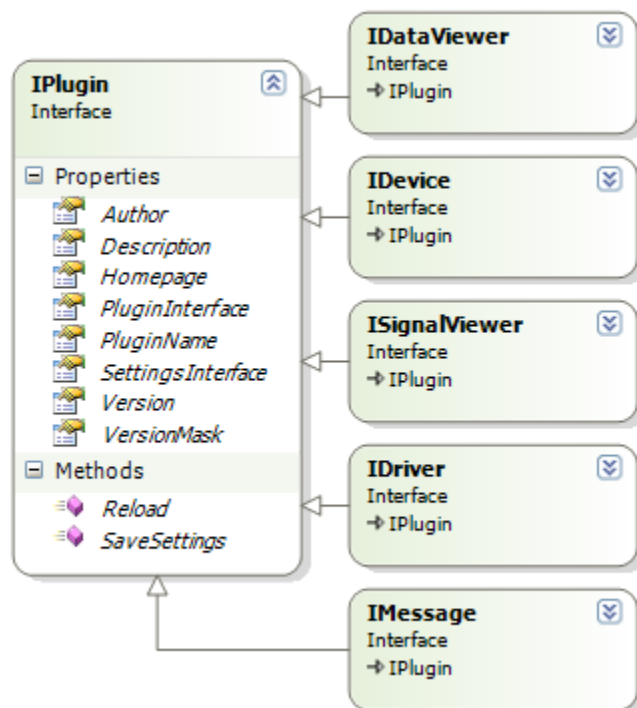 IPlugin
Interface
Properties
Author
Description
Homepage
PluginInterface
PluginName
SettingsInterface
Version
VersionMask
Methods
Reload
SaveSettings
IDataViewer
Interface
IPlugin
IDevice
Interface
IPlugin
ISignalViewer
Interface
IPlugin
IDriver
Interface
IPlugin
IMessage
Interface
IPlugin